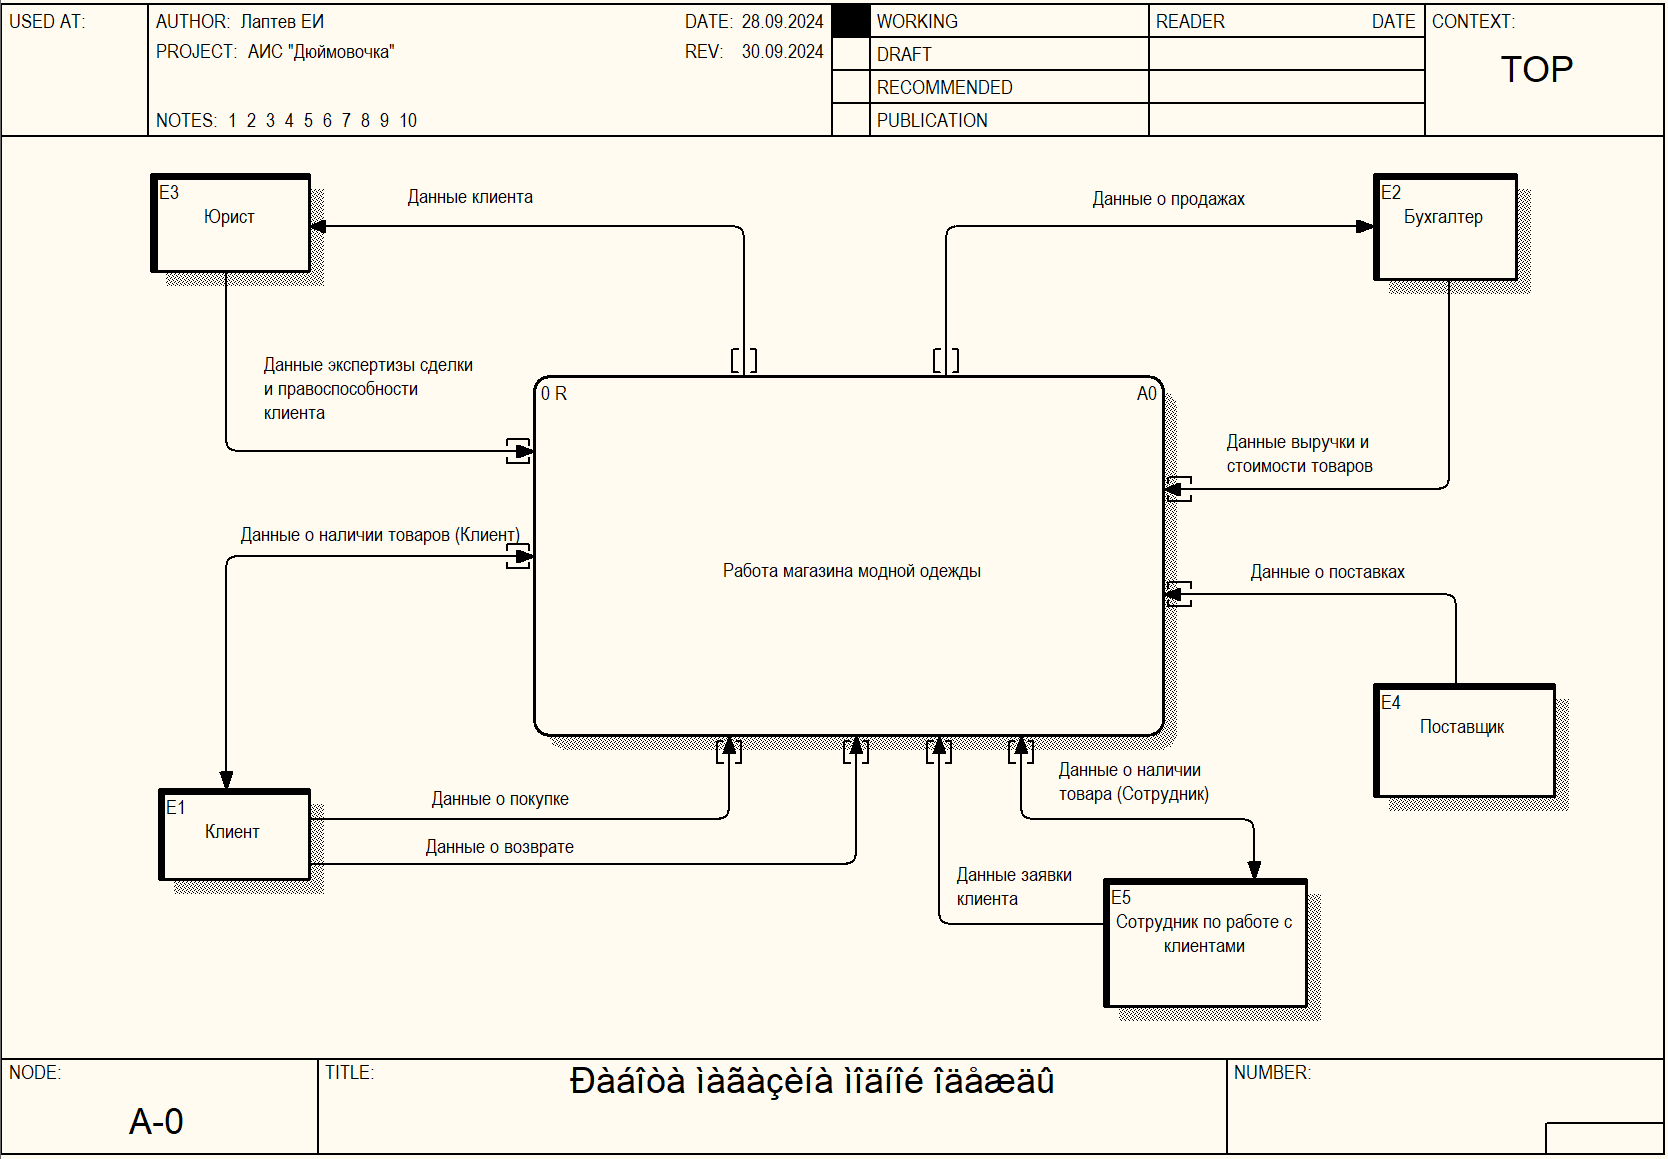 USED AT:
AUTHOR: Лаптев ЕИ
DATE: 28.09.2024
PROJECT: АИС "Дюймовочка"
REV: 30.09.2024
NOTES: 1 2 3 4 5 6 7 8 9 10
WORKING
DRAFT
RECOMMENDED
PUBLICATION
READER DATE
CONTEXT:
TOP
E3
Юрист
Данные клиента
Данные о продажах
E2
Бухгалтер
Данные экспертизы сделки
и правоспособности
клиента
0 R
A0
Данные выручки и
стоимости товаров
Данные о наличии товаров (Клиент)
Работа магазина модной одежды
Данные о поставках
E4
Поставщик
Данные о наличии
товара (Сотрудник)
E1
Клиент
Данные о покупке
Данные о возврате
Данные заявки
клиента
E5
Сотрудник по работе с
клиентами
NODE:
A-0
TITLE:
Ðàáîòà ìàãàçèíà ìîäíîé îäåæäû
NUMBER: